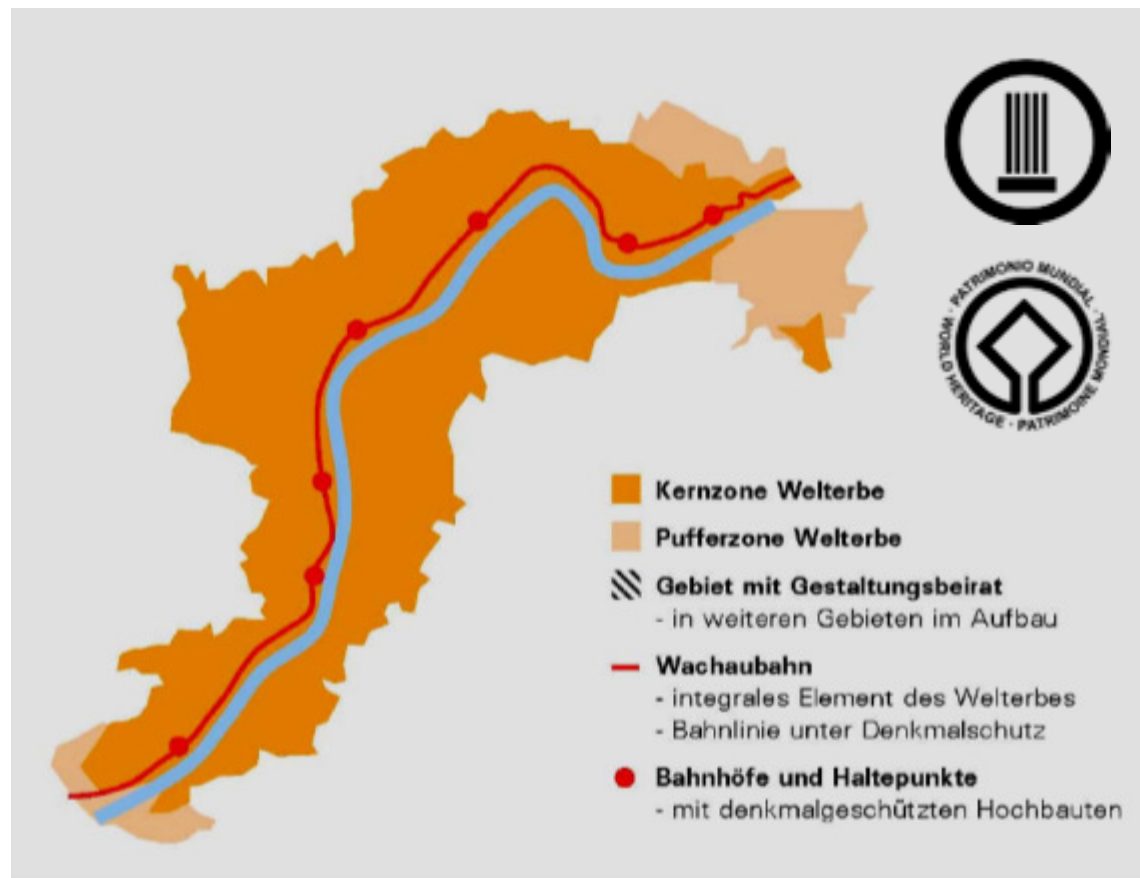 PATRIMONIO MUNDIAL · WORLD HERITAGE · PATRIMOINE MONDIAL ·
Kernzone Welterbe
Pufferzone Welterbe
Gebiet mit Gestaltungsbeirat
- in weiteren Gebieten im Aufbau
Wachaubahn
- integrales Element des Welterbes
- Bahnlinie unter Denkmalschutz
Bahnhöfe und Haltepunkte
- mit denkmalgeschützten Hochbauten